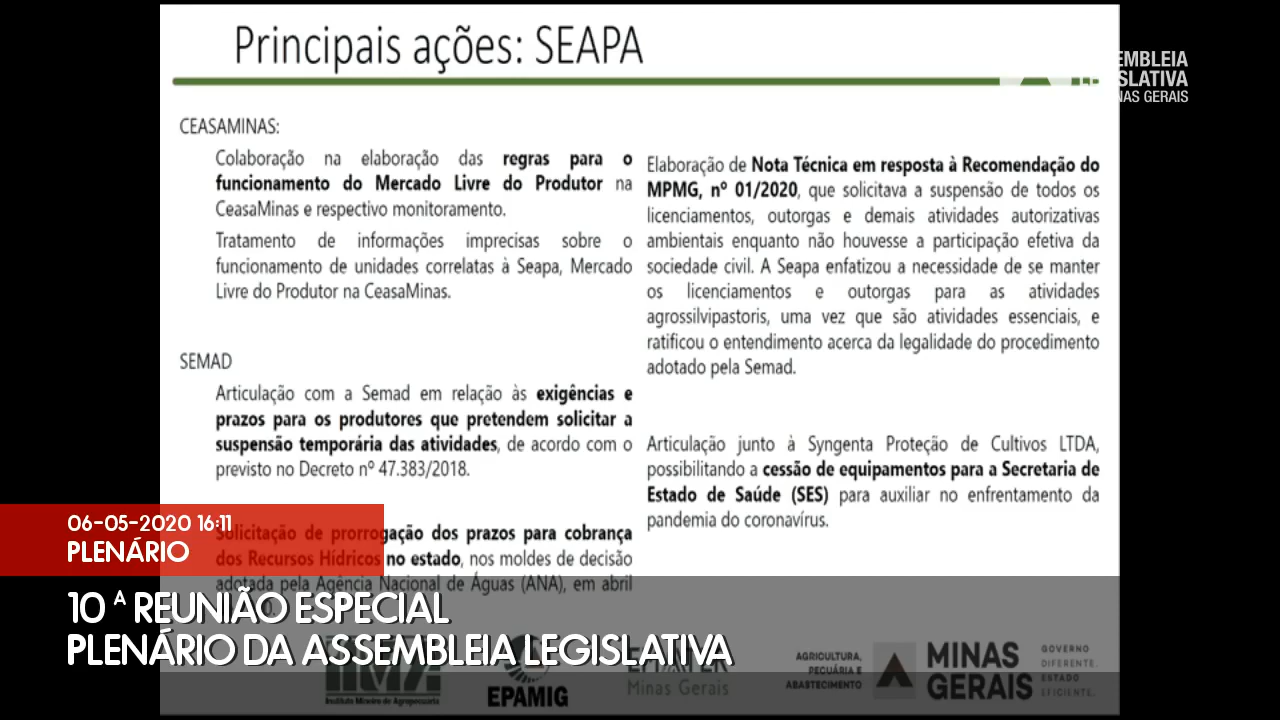 Principais ações: SEAPA
EMBLEIA
ISLATIVA
NAS GERAIS
CEASAMINAS:
Colaboração na elaboração das regras para o
funcionamento do Mercado Livre do Produtor na
CeasaMinas e respectivo monitoramento.
Tratamento de informações imprecisas sobre o
funcionamento de unidades correlatas à Seapa, Mercado
Livre do Produtor na CeasaMinas.
SEMAD
Articulação com a Semad em relação às exigências e
prazos para os produtores que pretendem solicitar a
suspensão temporária das atividades, de acordo com o
previsto no Decreto nº 47.383/2018.
Solicitação de prorrogação dos prazos para cobrança
dos Recursos Hídricos no estado, nos moldes de decisão
adotada pela Agência Nacional de Águas (ANA), em abril
Elaboração de Nota Técnica em resposta à Recomendação do
MPMG, nº 01/2020, que solicitava a suspensão de todos os
licenciamentos, outorgas e demais atividades autorizativas
ambientais enquanto não houvesse a participação efetiva da
sociedade civil. A Seapa enfatizou a necessidade de se manter
os licenciamentos e outorgas para as atividades
agrossilvipastoris, uma vez que são atividades essenciais, e
ratificou o entendimento acerca da legalidade do procedimento
adotado pela Semad.
Articulação junto à Syngenta Proteção de Cultivos LTDA,
possibilitando a cessão de equipamentos para a Secretaria de
Estado de Saúde (SES) para auxiliar no enfrentamento da
pandemia do coronavírus.
06-05-2020 16:11
PLENÁRIO
10ª REUNIÃO ESPECIAL
PLENÁRIO DA ASSEMBLEIA LEGISLATIVA
Instituto Mineiro de Agropecuária
EPAMIG
Minas Gerais
AGRICULTURA,
PECUÁRIA E
ABASTECIMENTO
MINAS
GERAIS
GOVERNO
DIFERENTE.
ESTADO
EFICIENTE.